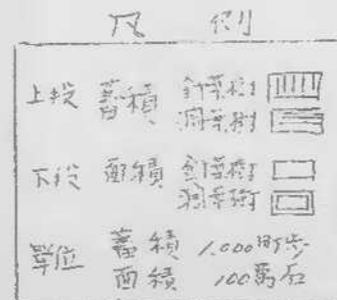 凡例
上段 蓄積 針葉樹
濶葉樹
下段 面積 針葉樹
濶葉樹
單位 蓄積 1,000町步
面積 100萬石